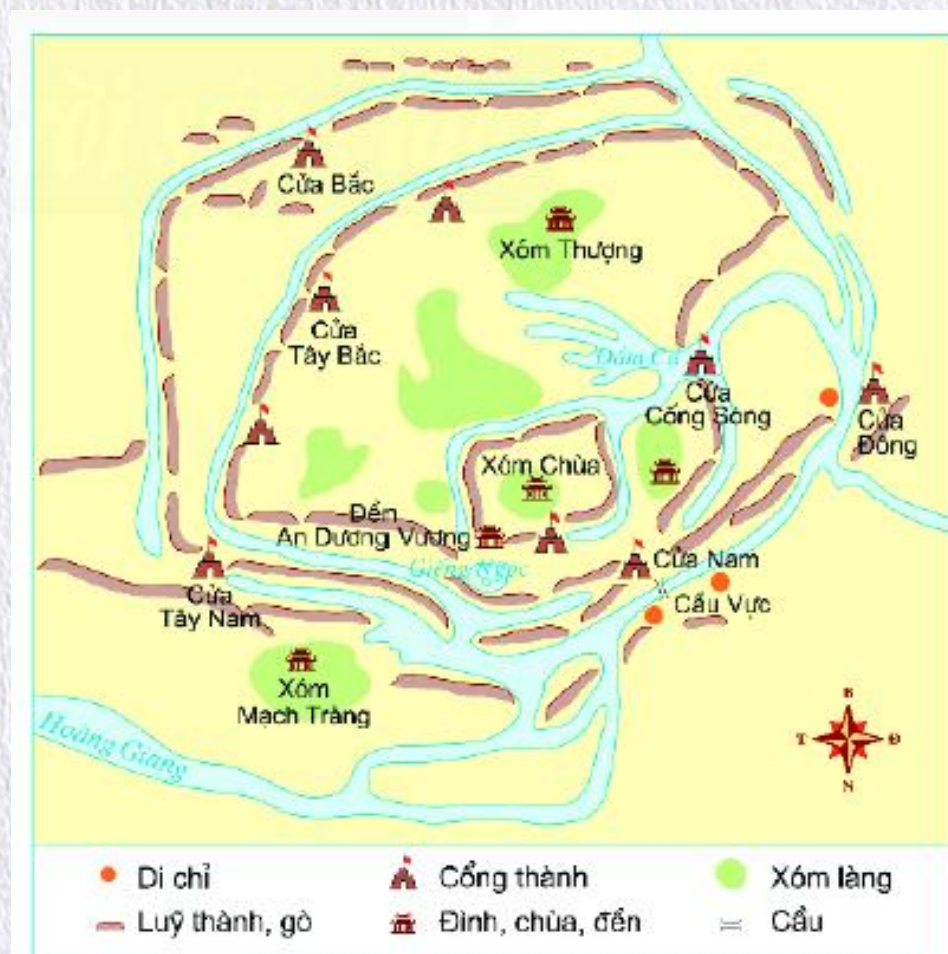 Cửa Bắc
Xóm Thượng
Cửa
Tây Bắc
Đầm Cả
Cửa
Cống Song
Cửa
Đông
Xóm Chùa
Đền
An Dương Vương
Giếng Ngọc
Cửa Nam
Cầu Vực
Cửa
Tây Nam
Xóm
Mạch Tràng
Hoàng Giang
B
T
Đ
N
Di chỉ
Cổng thành
Xóm làng
Luỹ thành, gò
Đình, chùa, đền
Cầu